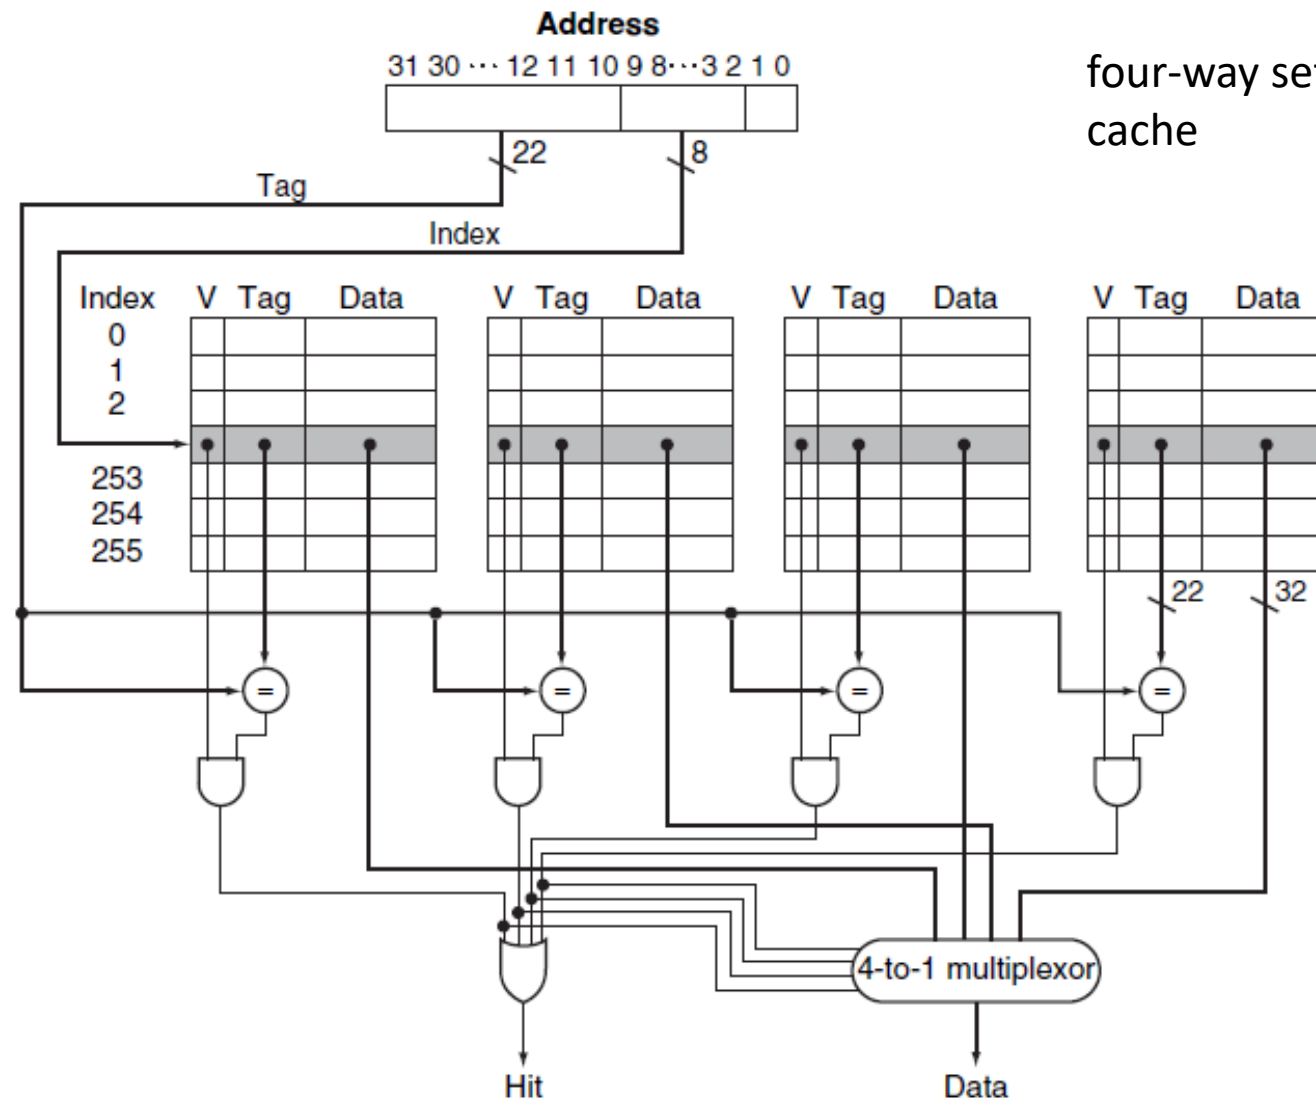 Address
four-way set
cache
31 30 ··· 12 11 10 9 8···3 2 1 0
22 8
Tag
Index
Index V Tag Data V Tag Data V Tag Data V Tag Data
0
1
2
253
254
255
22 32
= = = =
4-to-1 multiplexor
Hit Data